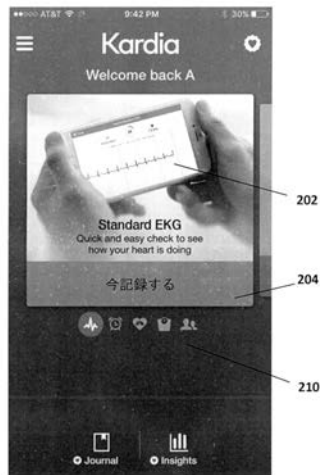 AT&T 9:42 PM 30%
Kardia
Welcome back A
Standard EKG
Quick and easy check to see
how your heart is doing
今記録する
Journal Insights
202
204
210